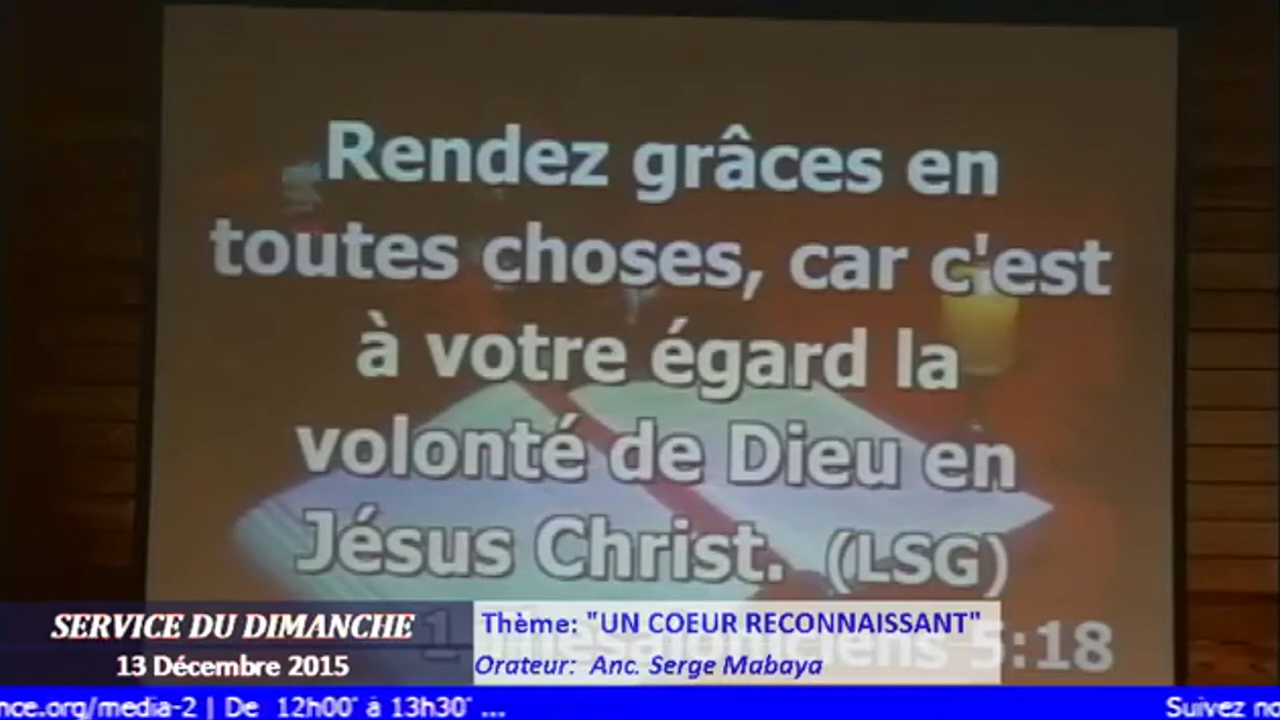 Rendez grâces en
toutes choses, car c'est
à votre égard la
volonté de Dieu en
Jésus Christ. (LSG)
1 Thessaloniciens 5:18
SERVICE DU DIMANCHE
13 Décembre 2015
Thème: "UN COEUR RECONNAISSANT"
Orateur: Anc. Serge Mabaya
nce.org/media-2 | De 12h00' à 13h30' ... Suivez no